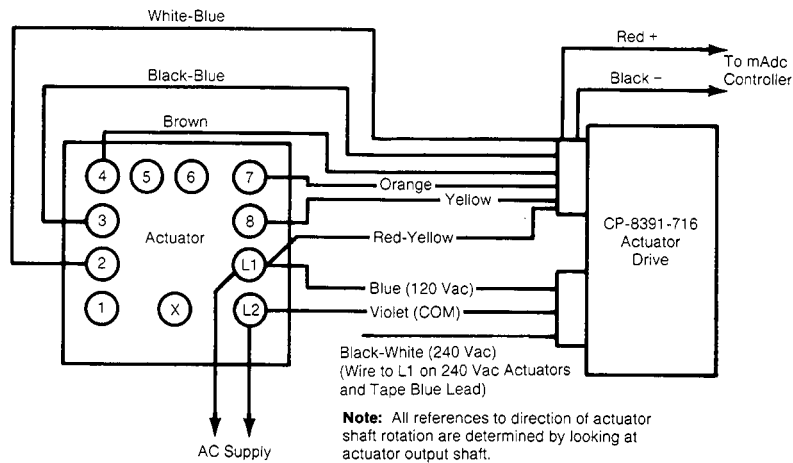 White-Blue
Red +
To mAdc
Controller
Black-Blue
Black –
Brown
4
5
6
7
Orange
Yellow
3
8
CP-8391-716
Actuator
Drive
Actuator
Red-Yellow
2
L1
Blue (120 Vac)
1
X
L2
Violet (COM)
Black-White (240 Vac)
(Wire to L1 on 240 Vac Actuators
and Tape Blue Lead)
Note: All references to direction of actuator
shaft rotation are determined by looking at
actuator output shaft.
AC Supply